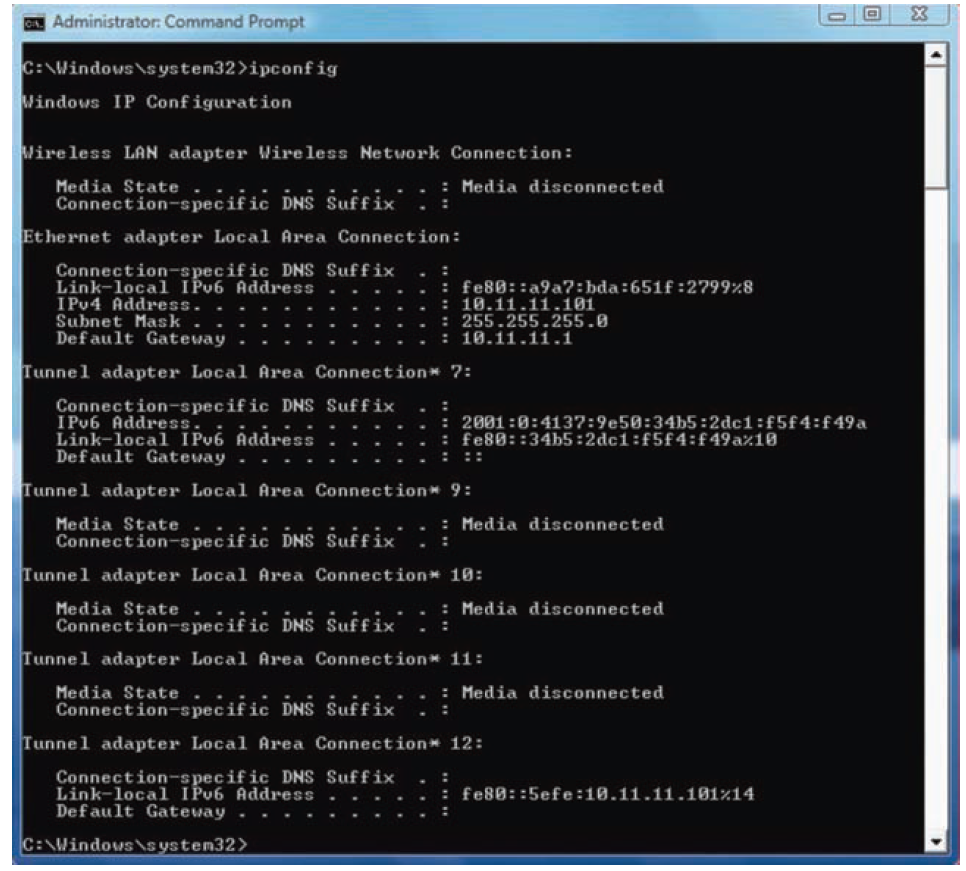 Administrator: Command Prompt
C:\Windows\system32>ipconfig
Windows IP Configuration
Wireless LAN adapter Wireless Network Connection:
Media State . . . . . . . . . . . : Media disconnected
Connection-specific DNS Suffix . :
Ethernet adapter Local Area Connection:
Connection-specific DNS Suffix . :
Link-local IPv6 Address . . . . . : fe80::a9a7:bda:651f:2799%8
IPv4 Address. . . . . . . . . . . : 10.11.11.101
Subnet Mask . . . . . . . . . . . : 255.255.255.0
Default Gateway . . . . . . . . . : 10.11.11.1
Tunnel adapter Local Area Connection* 7:
Connection-specific DNS Suffix . :
IPv6 Address. . . . . . . . . . . : 2001:0:4137:9e50:34b5:2dc1:f5f4:f49a
Link-local IPv6 Address . . . . . : fe80::34b5:2dc1:f5f4:f49a%10
Default Gateway . . . . . . . . . : ::
Tunnel adapter Local Area Connection* 9:
Media State . . . . . . . . . . . : Media disconnected
Connection-specific DNS Suffix . :
Tunnel adapter Local Area Connection* 10:
Media State . . . . . . . . . . . : Media disconnected
Connection-specific DNS Suffix . :
Tunnel adapter Local Area Connection* 11:
Media State . . . . . . . . . . . : Media disconnected
Connection-specific DNS Suffix . :
Tunnel adapter Local Area Connection* 12:
Connection-specific DNS Suffix . :
Link-local IPv6 Address . . . . . : fe80::5efe:10.11.11.101%14
Default Gateway . . . . . . . . . :
C:\Windows\system32>